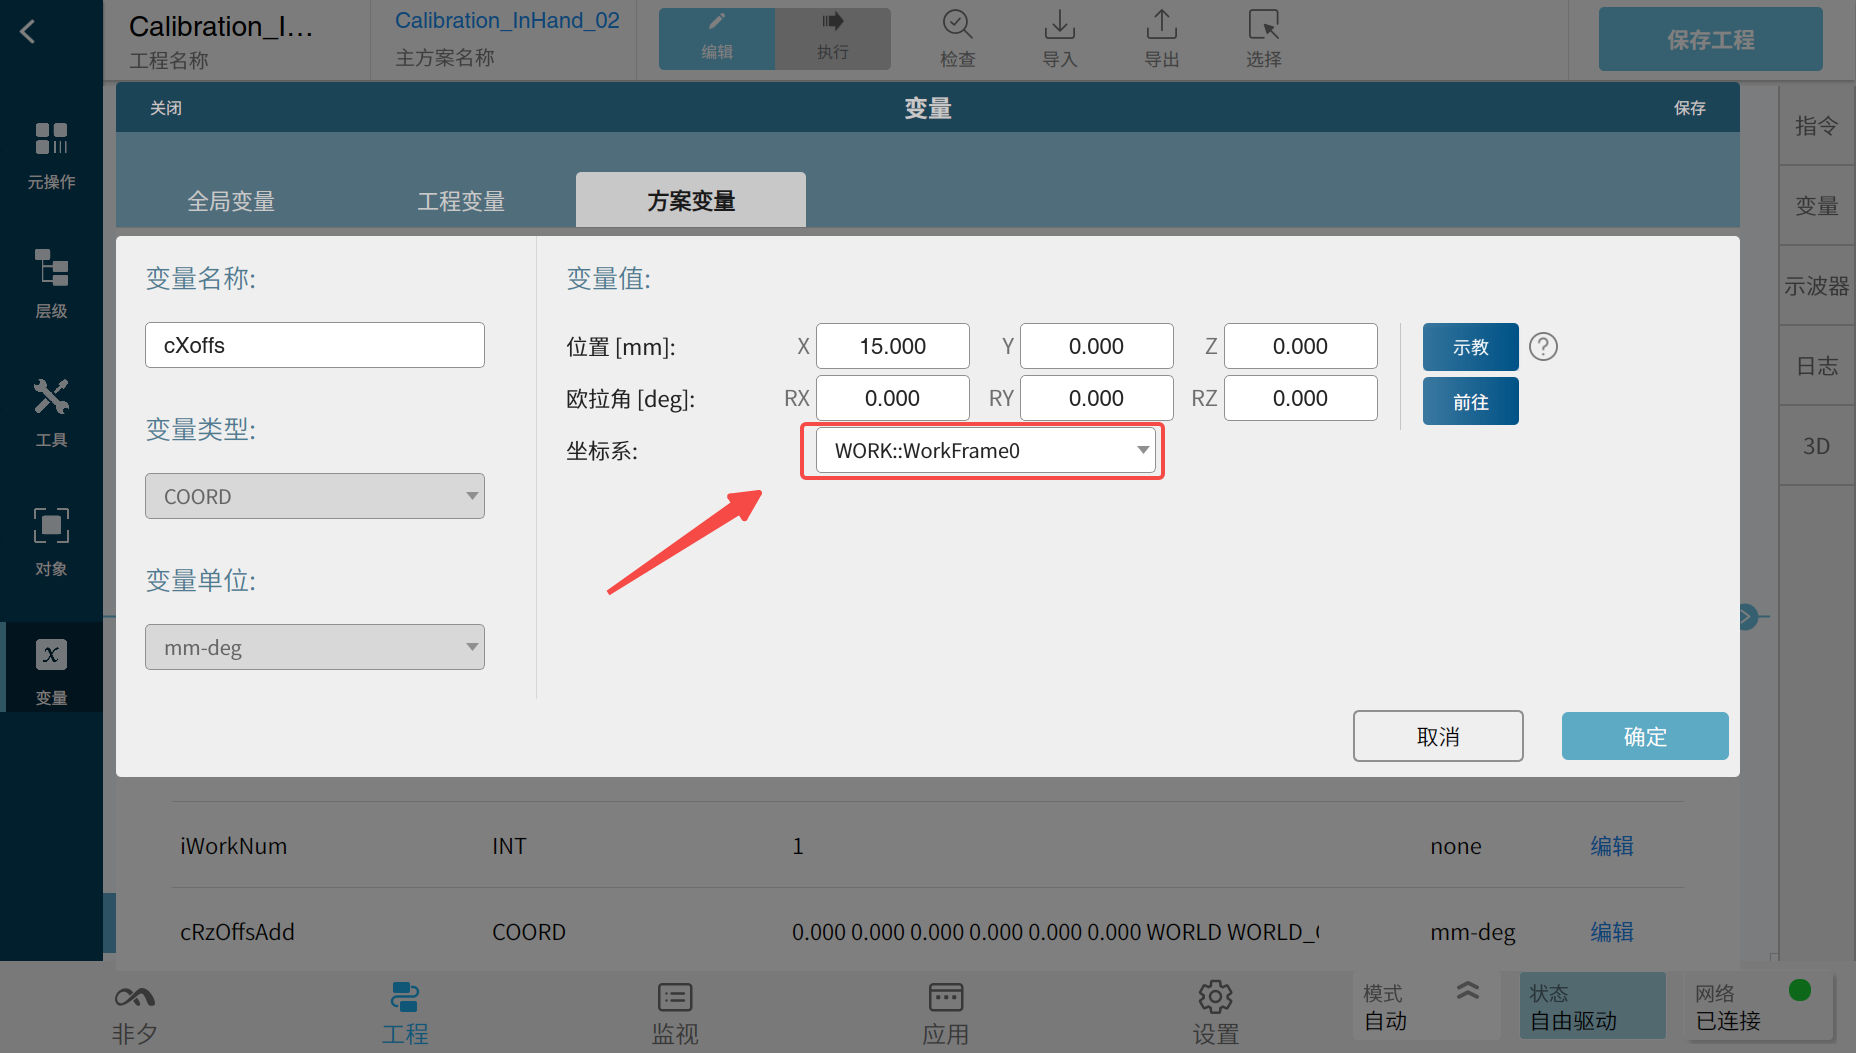 Calibration_I...
工程名称
Calibration_InHand_02
主方案名称
编辑
执行
检查
导入
导出
选择
保存工程
关闭
变量
保存
全局变量
工程变量
方案变量
元操作
层级
工具
对象
变量
变量名称:
cXoffs
变量类型:
COORD
变量单位:
mm-deg
变量值:
位置 [mm]:
X 15.000 Y 0.000 Z 0.000
欧拉角 [deg]:
RX 0.000 RY 0.000 RZ 0.000
坐标系:
WORK::WorkFrame0
示教
?
前往
取消
确定
iWorkNum INT 1 none 编辑
cRzOffsAdd COORD 0.000 0.000 0.000 0.000 0.000 0.000 WORLD WORLD_ mm-deg 编辑
指令
变量
示波器
日志
3D
非夕
工程
监视
应用
设置
模式
自动
状态
自由驱动
网络
已连接